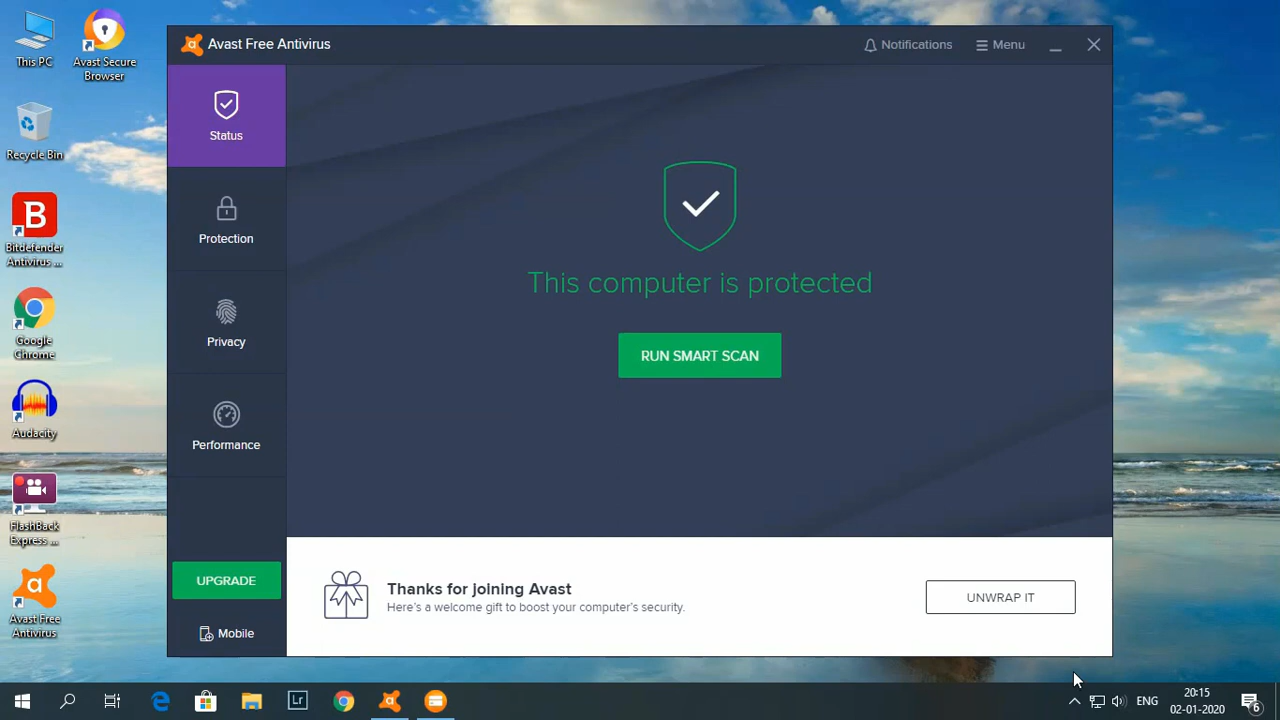 This PC
Avast Secure
Browser
Recycle Bin
Bitdefender
Antivirus ...
Google
Chrome
Audacity
FlashBack
Express ...
Avast Free
Antivirus
Avast Free Antivirus
Notifications
Menu
Status
Protection
Privacy
Performance
UPGRADE
Mobile
This computer is protected
RUN SMART SCAN
Thanks for joining Avast
Here's a welcome gift to boost your computer's security.
UNWRAP IT
Lr
ENG
20:15
02-01-2020
6